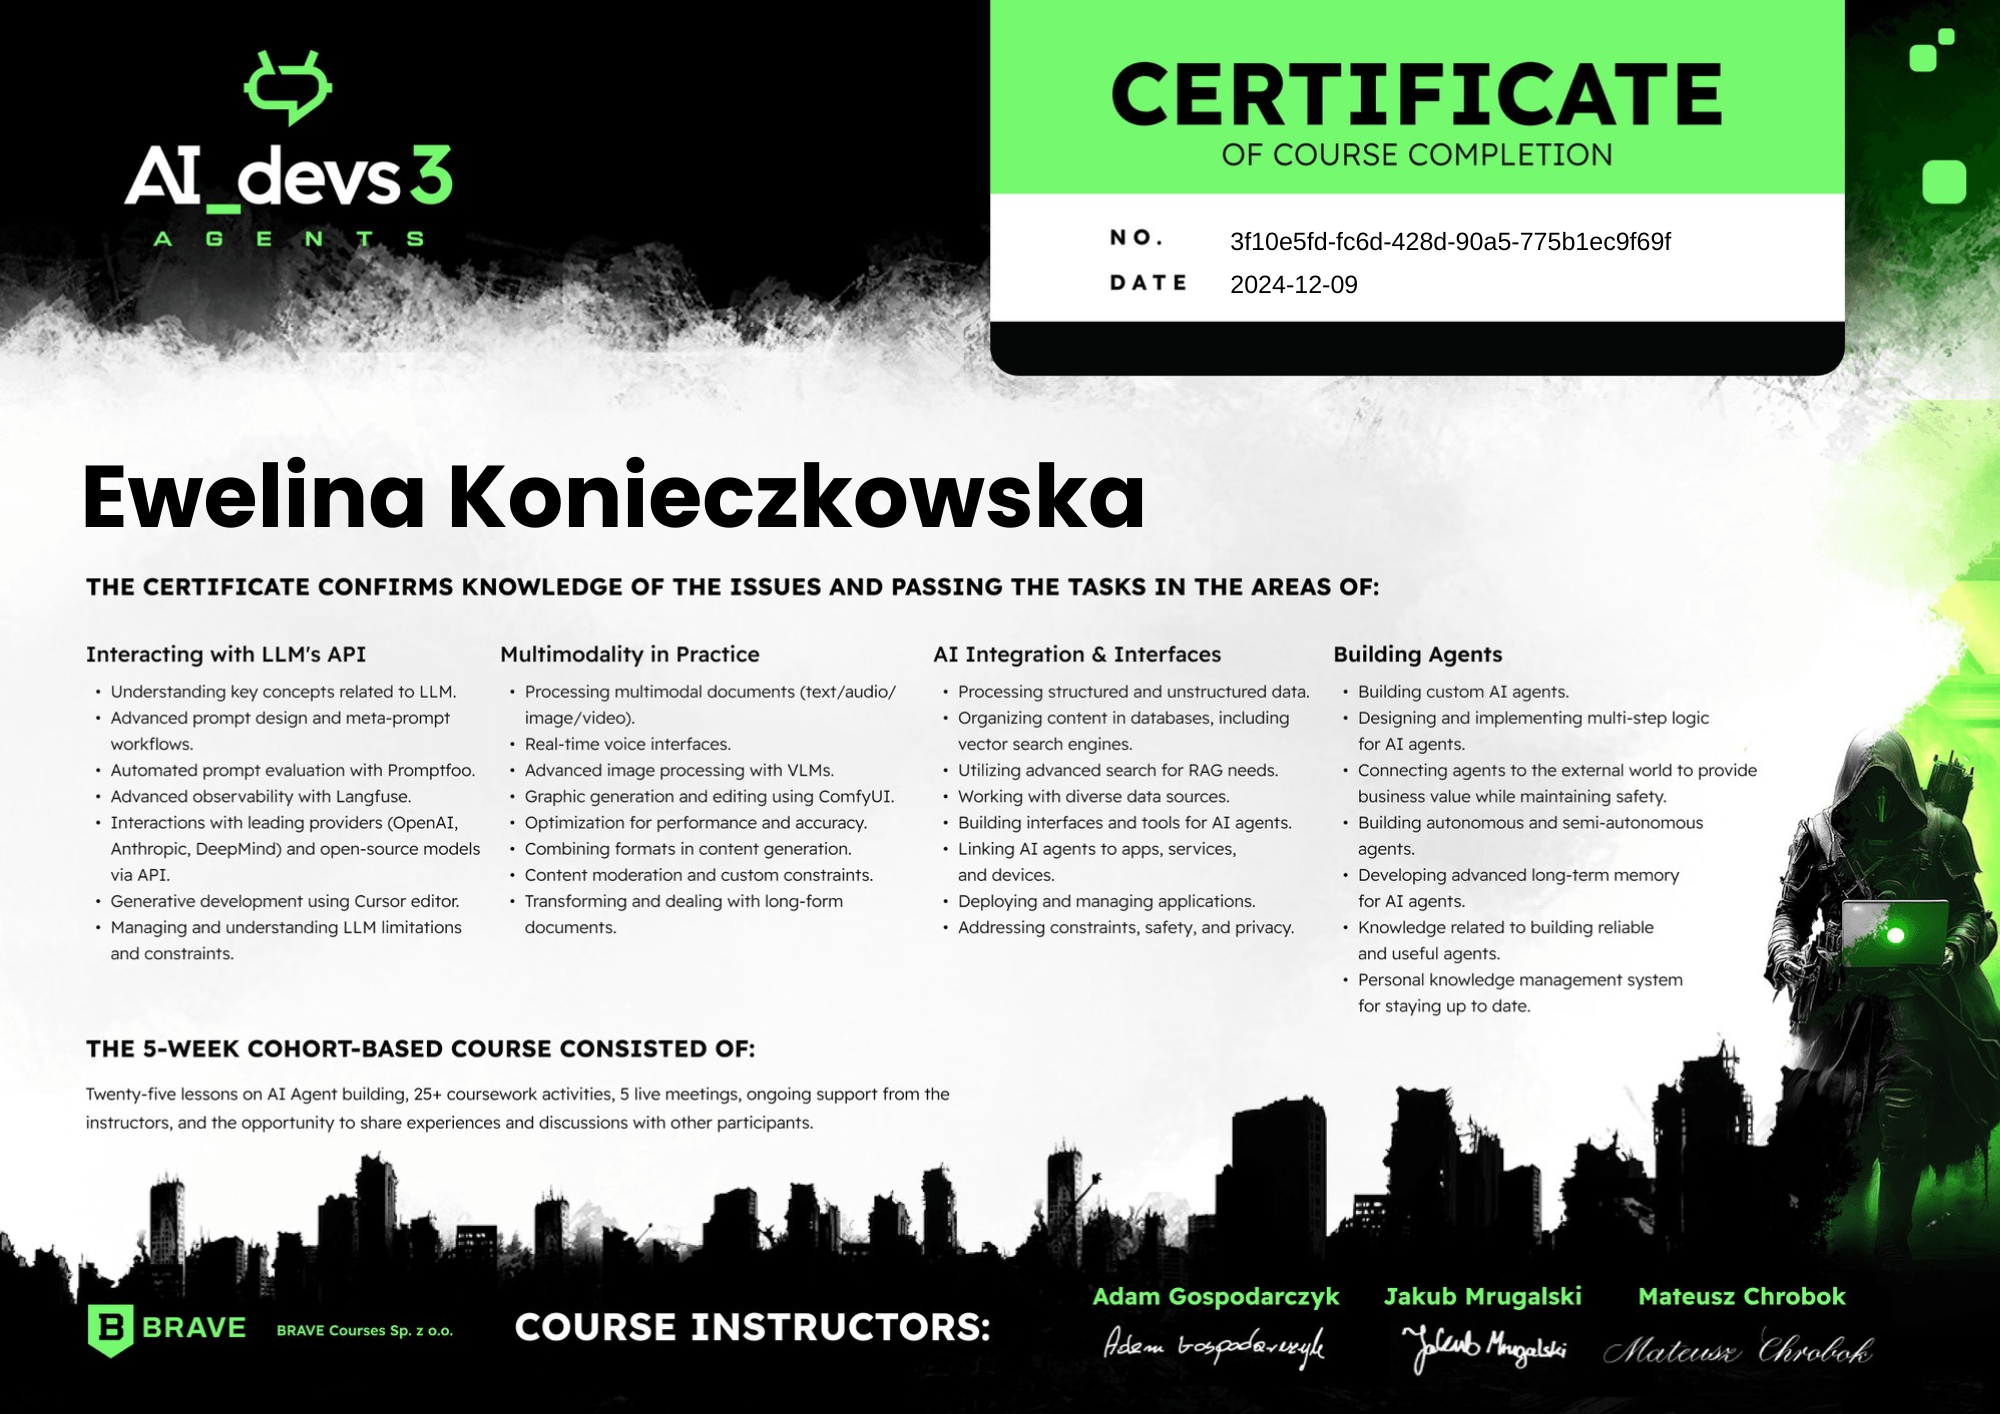 AI_devs 3
AGENTS
CERTIFICATE
OF COURSE COMPLETION
NO. 3f10e5fd-fc6d-428d-90a5-775b1ec9f69f
DATE 2024-12-09
Ewelina Konieczkowska
THE CERTIFICATE CONFIRMS KNOWLEDGE OF THE ISSUES AND PASSING THE TASKS IN THE AREAS OF:
Interacting with LLM's API
• Understanding key concepts related to LLM.
• Advanced prompt design and meta-prompt
workflows.
• Automated prompt evaluation with Promptfoo.
• Advanced observability with Langfuse.
• Interactions with leading providers (OpenAI,
Anthropic, DeepMind) and open-source models
via API.
• Generative development using Cursor editor.
• Managing and understanding LLM limitations
and constraints.
Multimodality in Practice
• Processing multimodal documents (text/audio/
image/video).
• Real-time voice interfaces.
• Advanced image processing with VLMs.
• Graphic generation and editing using ComfyUI.
• Optimization for performance and accuracy.
• Combining formats in content generation.
• Content moderation and custom constraints.
• Transforming and dealing with long-form
documents.
AI Integration & Interfaces
• Processing structured and unstructured data.
• Organizing content in databases, including
vector search engines.
• Utilizing advanced search for RAG needs.
• Working with diverse data sources.
• Building interfaces and tools for AI agents.
• Linking AI agents to apps, services,
and devices.
• Deploying and managing applications.
• Addressing constraints, safety, and privacy.
Building Agents
• Building custom AI agents.
• Designing and implementing multi-step logic
for AI agents.
• Connecting agents to the external world to provide
business value while maintaining safety.
• Building autonomous and semi-autonomous
agents.
• Developing advanced long-term memory
for AI agents.
• Knowledge related to building reliable
and useful agents.
• Personal knowledge management system
for staying up to date.
THE 5-WEEK COHORT-BASED COURSE CONSISTED OF:
Twenty-five lessons on AI Agent building, 25+ coursework activities, 5 live meetings, ongoing support from the
instructors, and the opportunity to share experiences and discussions with other participants.
B BRAVE
BRAVE Courses Sp. z o.o.
COURSE INSTRUCTORS:
Adam Gospodarczyk
Adam Gospodarczyk
Jakub Mrugalski
Jakub Mrugalski
Mateusz Chrobok
Mateusz Chrobok